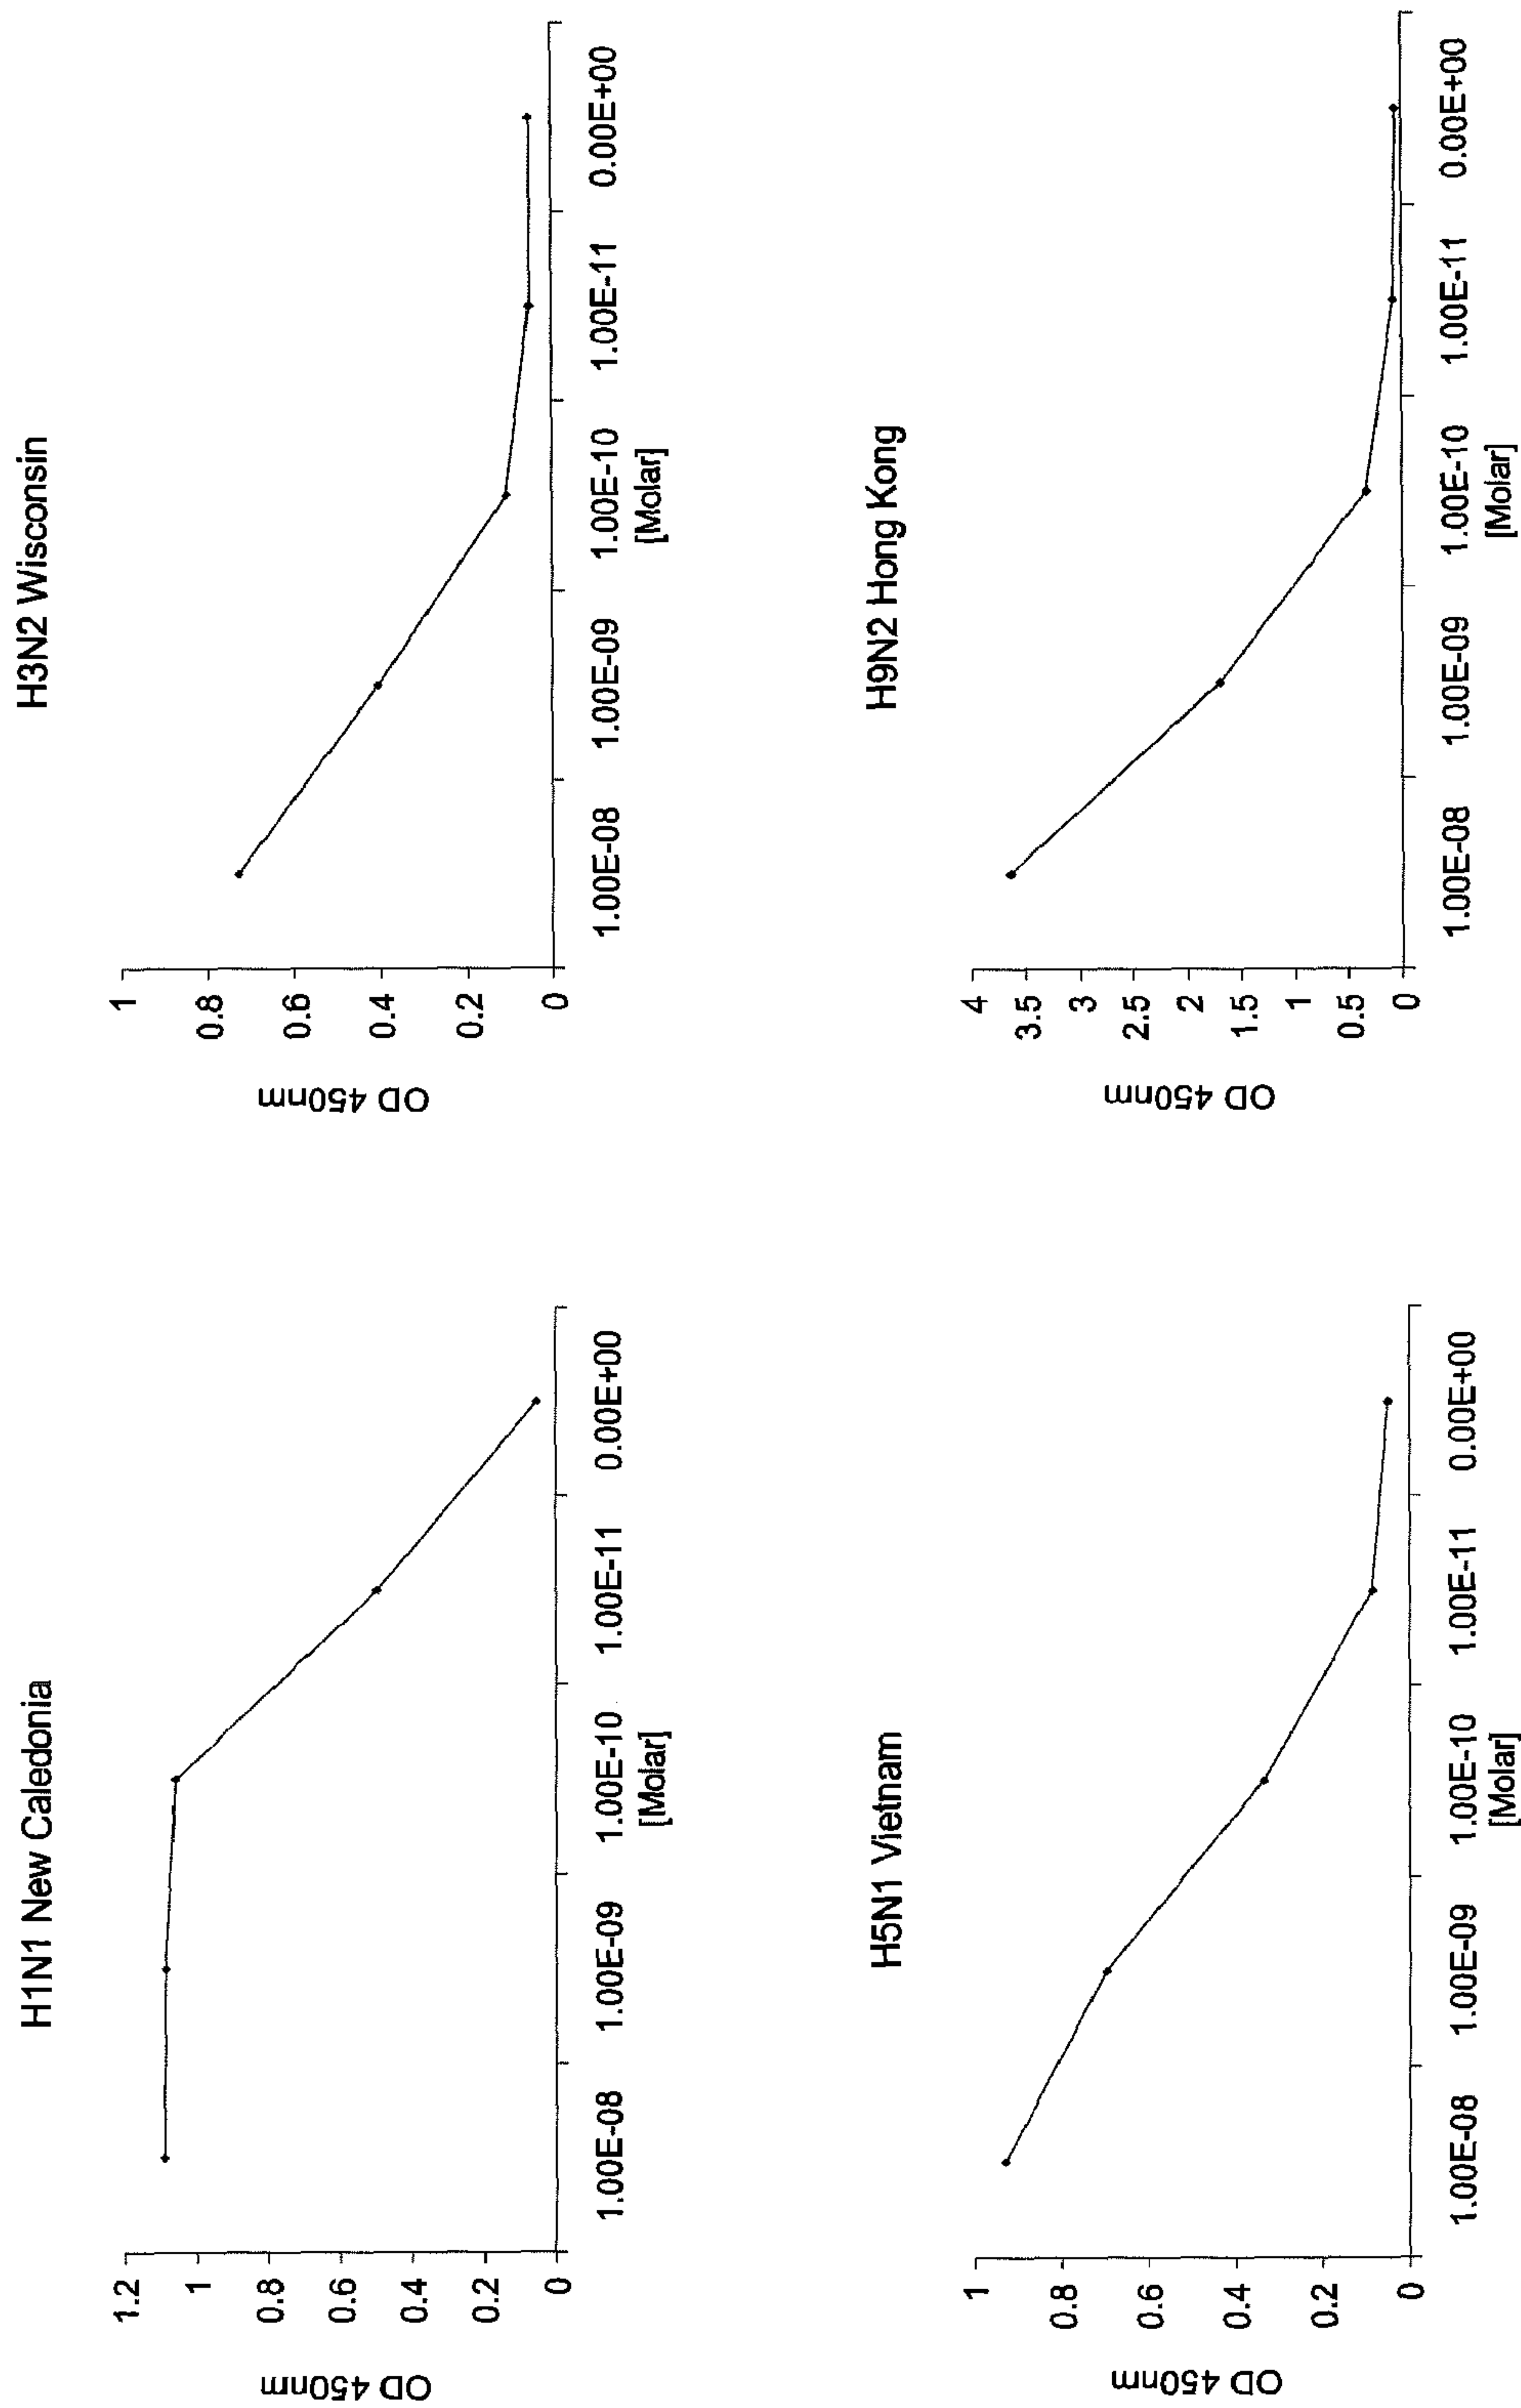 H1N1 New Caledonia
OD 450nm
1.2
1
0.8
0.6
0.4
0.2
0
1.00E-08
1.00E-09
1.00E-10
1.00E-11
0.00E+00
[Molar]
H3N2 Wisconsin
OD 450nm
1
0.8
0.6
0.4
0.2
0
1.00E-08
1.00E-09
1.00E-10
1.00E-11
0.00E+00
[Molar]
H5N1 Vietnam
OD 450nm
1
0.8
0.6
0.4
0.2
0
1.00E-08
1.00E-09
1.00E-10
1.00E-11
0.00E+00
[Molar]
H9N2 Hong Kong
OD 450nm
4
3.5
3
2.5
2
1.5
1
0.5
0
1.00E-08
1.00E-09
1.00E-10
1.00E-11
0.00E+00
[Molar]